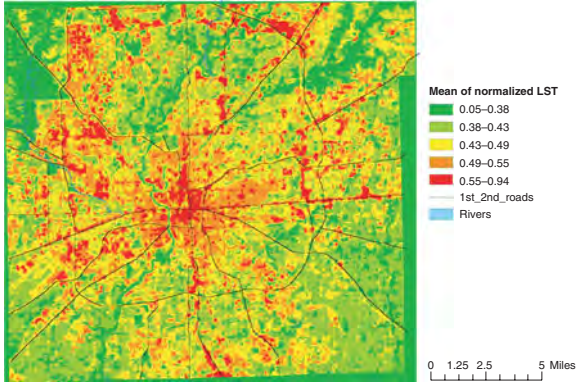 Mean of normalized LST
0.05–0.38
0.38–0.43
0.43–0.49
0.49–0.55
0.55–0.94
1st_2nd_roads
Rivers
0 1.25 2.5 5 Miles